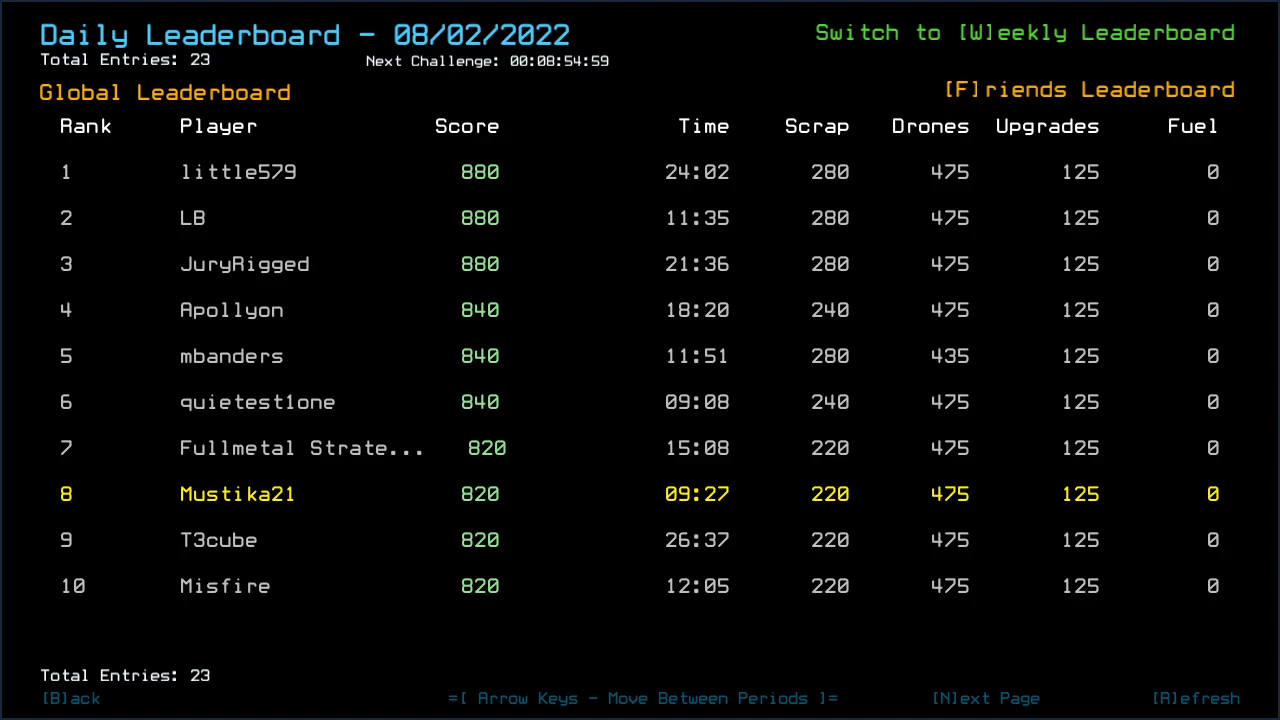 Daily Leaderboard - 08/02/2022
Switch to [W]eekly Leaderboard
Total Entries: 23
Next Challenge: 00:08:54:59
Global Leaderboard
[F]riends Leaderboard
Rank Player Score Time Scrap Drones Upgrades Fuel
1 little579 880 24:02 280 475 125 0
2 LB 880 11:35 280 475 125 0
3 JuryRigged 880 21:36 280 475 125 0
4 Apollyon 840 18:20 240 475 125 0
5 mbanders 840 11:51 280 435 125 0
6 quietest1one 840 09:08 240 475 125 0
7 Fullmetal Strate... 820 15:08 220 475 125 0
8 Mustika21 820 09:27 220 475 125 0
9 T3cube 820 26:37 220 475 125 0
10 Misfire 820 12:05 220 475 125 0
Total Entries: 23
[B]ack =[ Arrow Keys - Move Between Periods ]= [N]ext Page [R]efresh